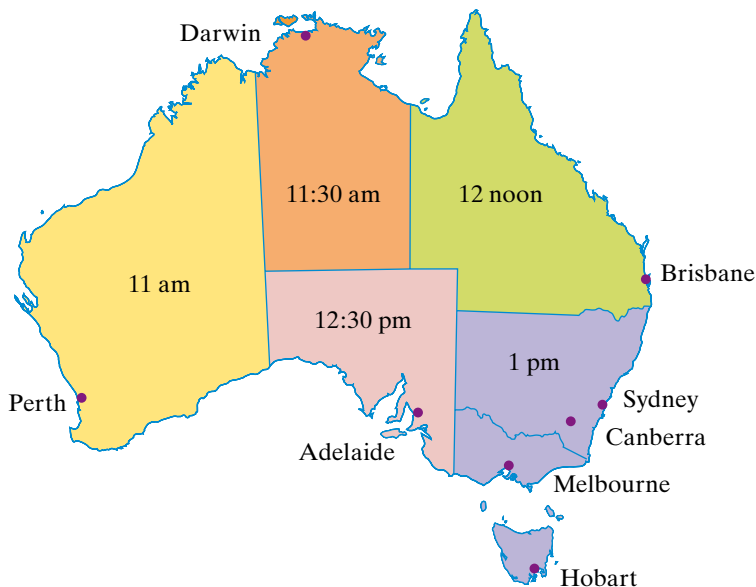 Darwin
11:30 am
12 noon
Brisbane
11 am
12:30 pm
1 pm
Perth
Sydney
Adelaide
Canberra
Melbourne
Hobart